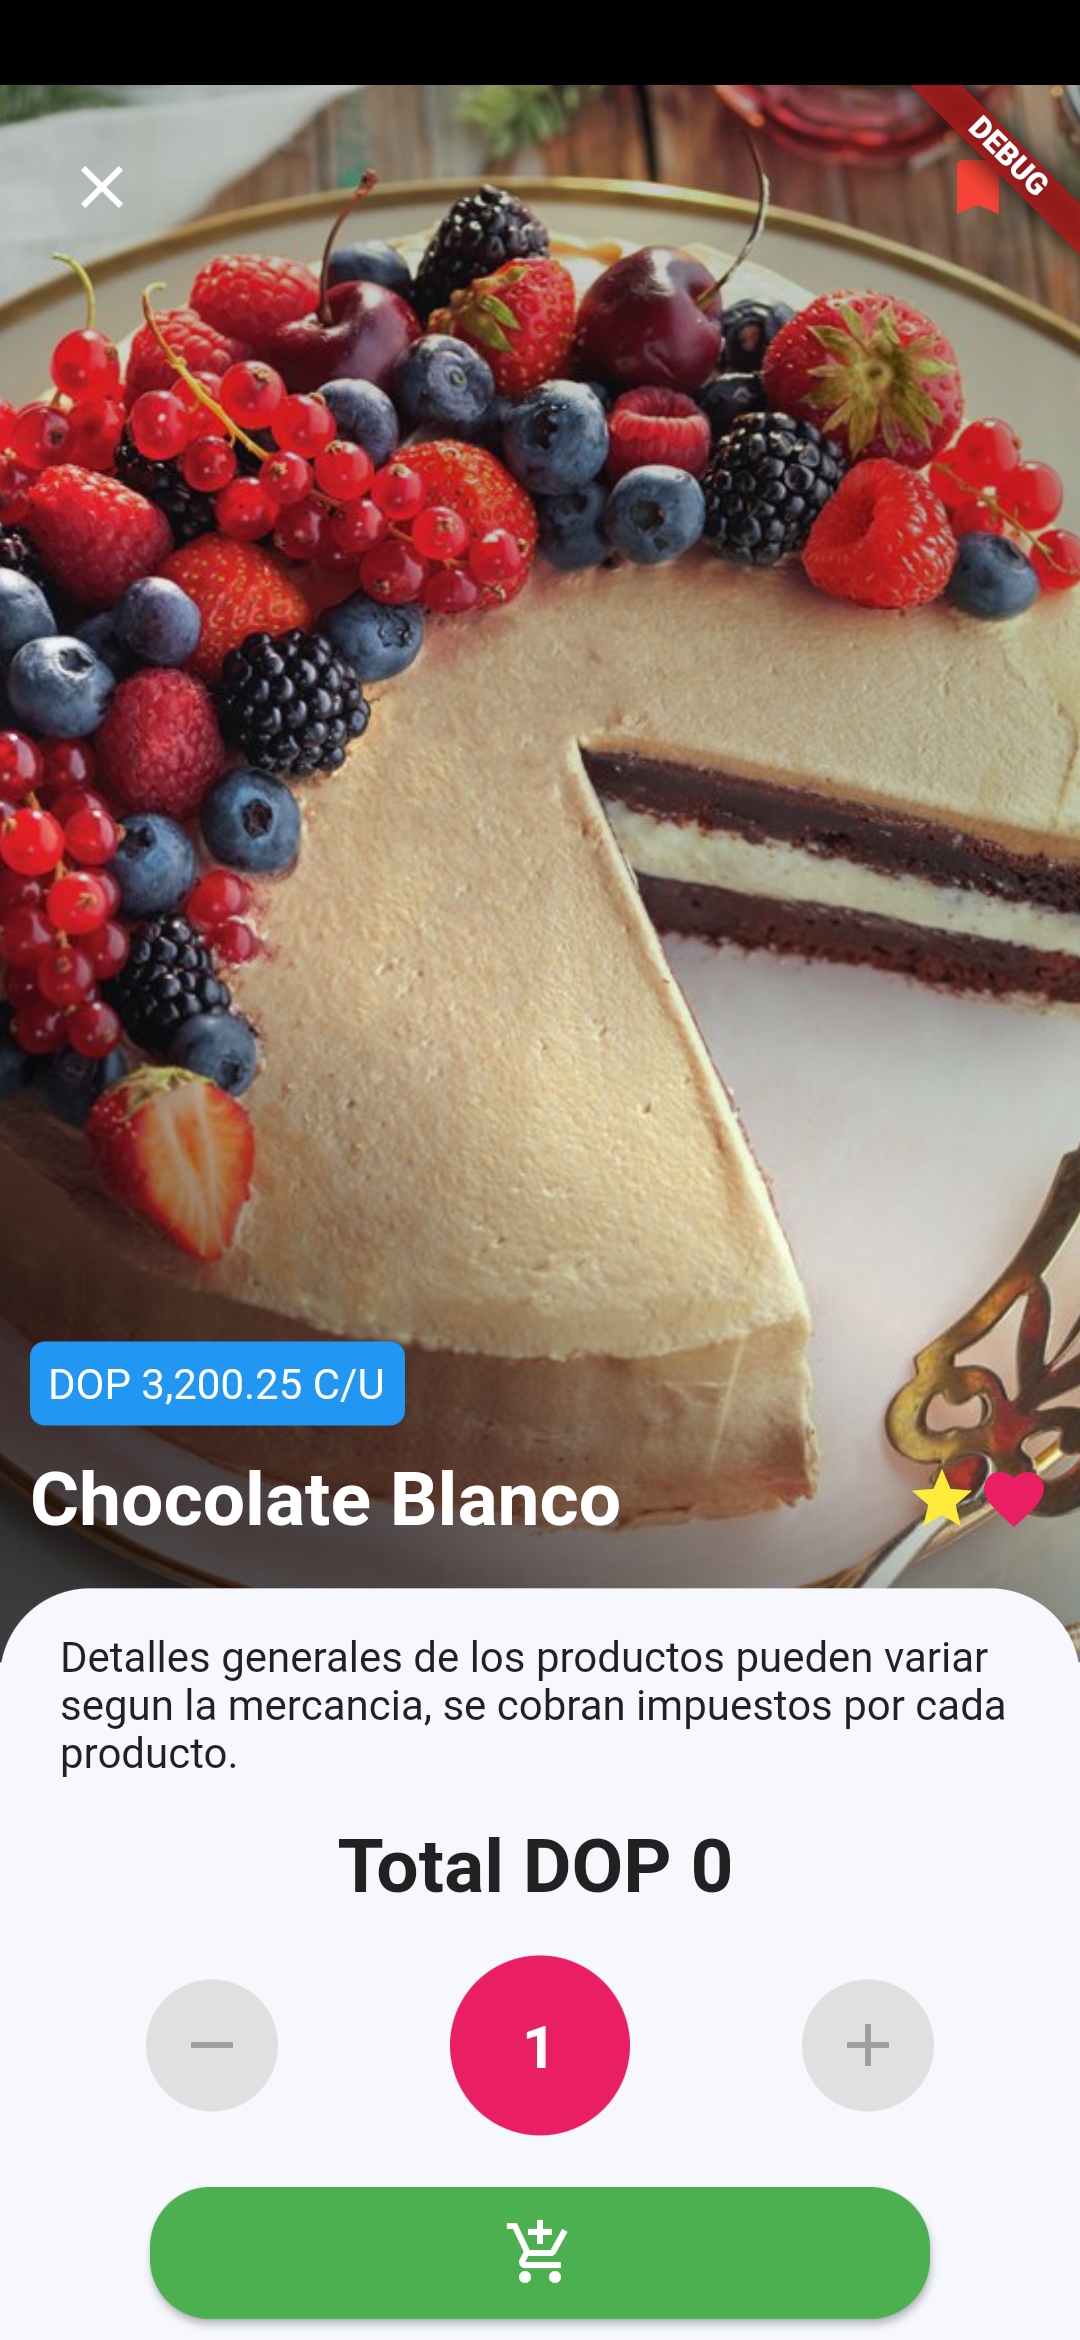 DEBUG
DOP 3,200.25 C/U
Chocolate Blanco
Detalles generales de los productos pueden variar
segun la mercancia, se cobran impuestos por cada
producto.
Total DOP 0
1